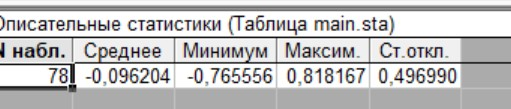 Описательные статистики (Таблица main.sta)
N набл. Среднее Минимум Максим. Ст.откл.
78 -0,096204 -0,765556 0,818167 0,496990